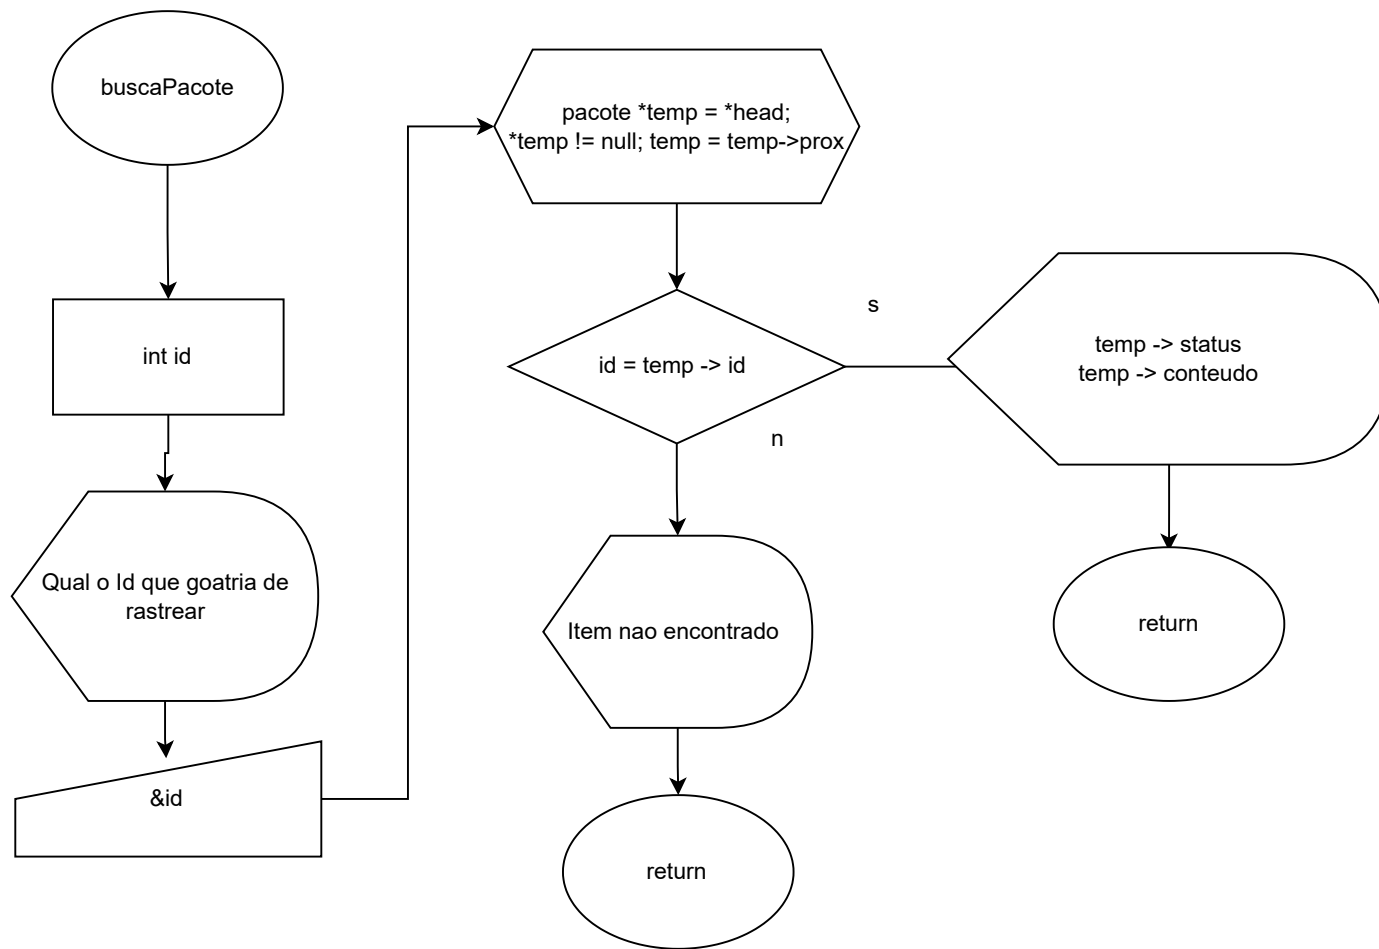 buscaPacote
int id
Qual o Id que goatria de
rastrear
&id
pacote *temp = *head;
*temp != null; temp = temp->prox
id = temp -> id
s
n
temp -> status
temp -> conteudo
return
Item nao encontrado
return